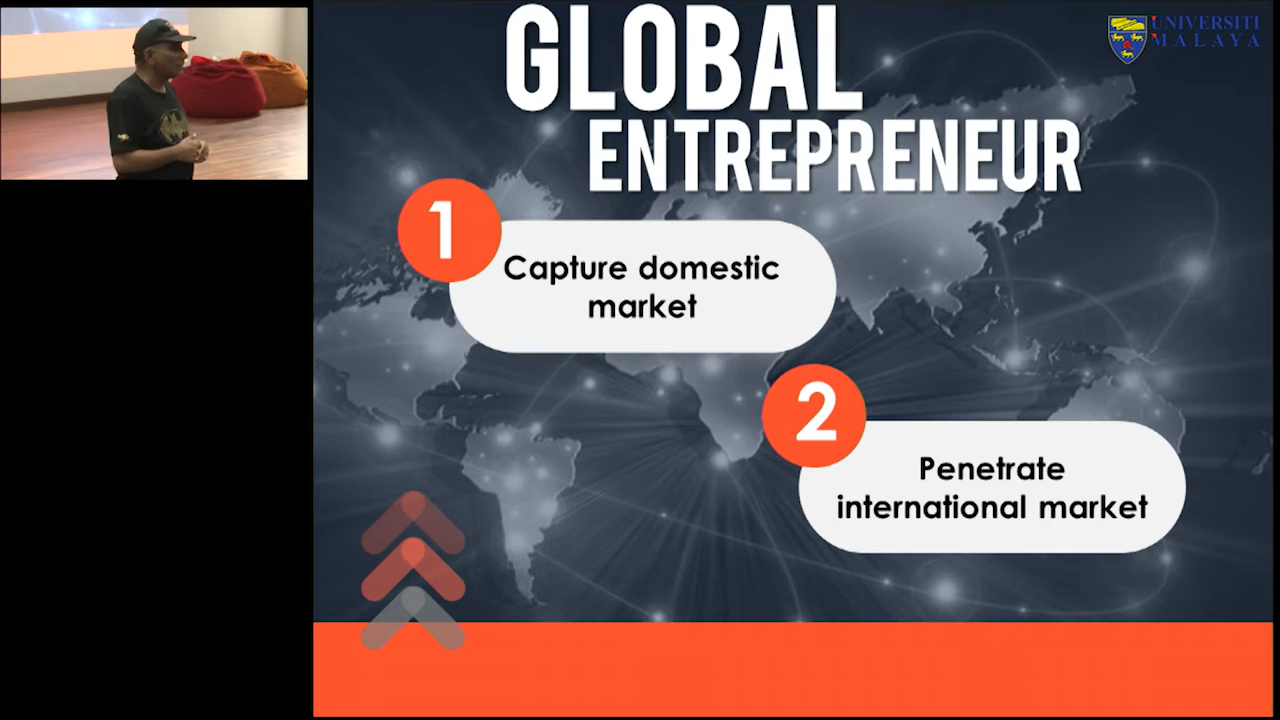 GLOBAL
ENTREPRENEUR
UNIVERSITI
MALAYA
1
Capture domestic
market
2
Penetrate
international market